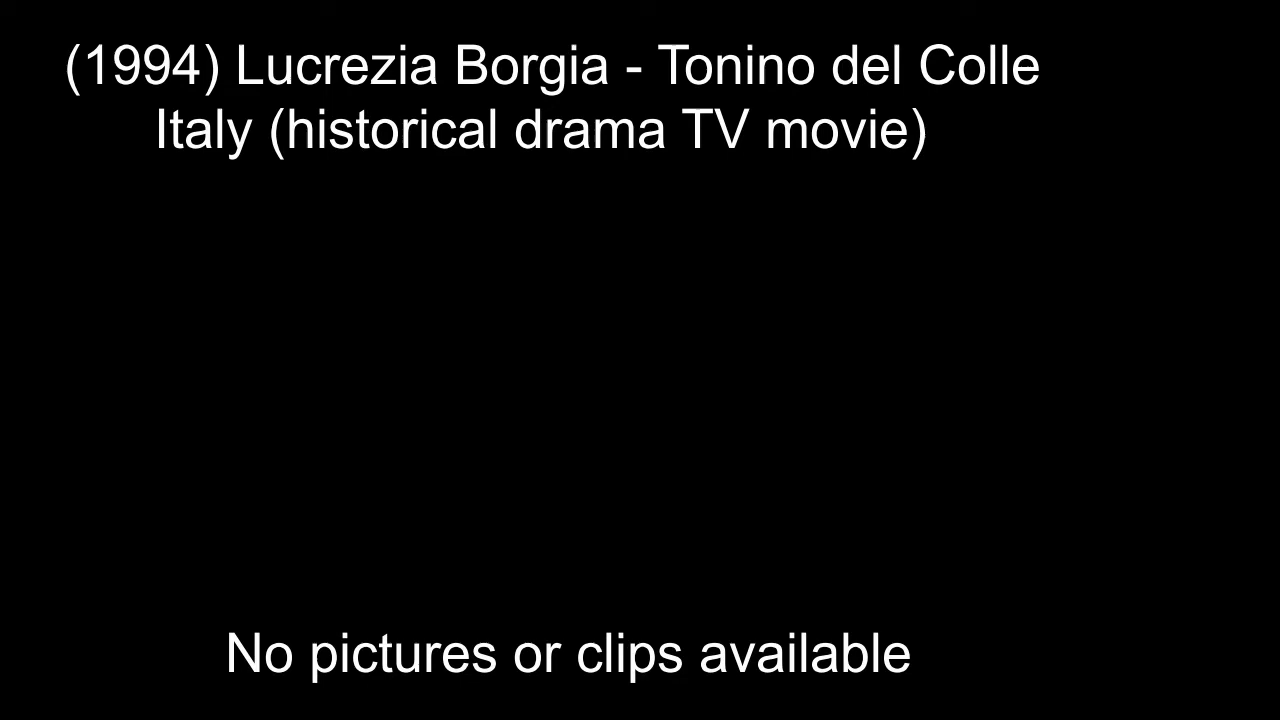 (1994) Lucrezia Borgia - Tonino del Colle
Italy (historical drama TV movie)
No pictures or clips available